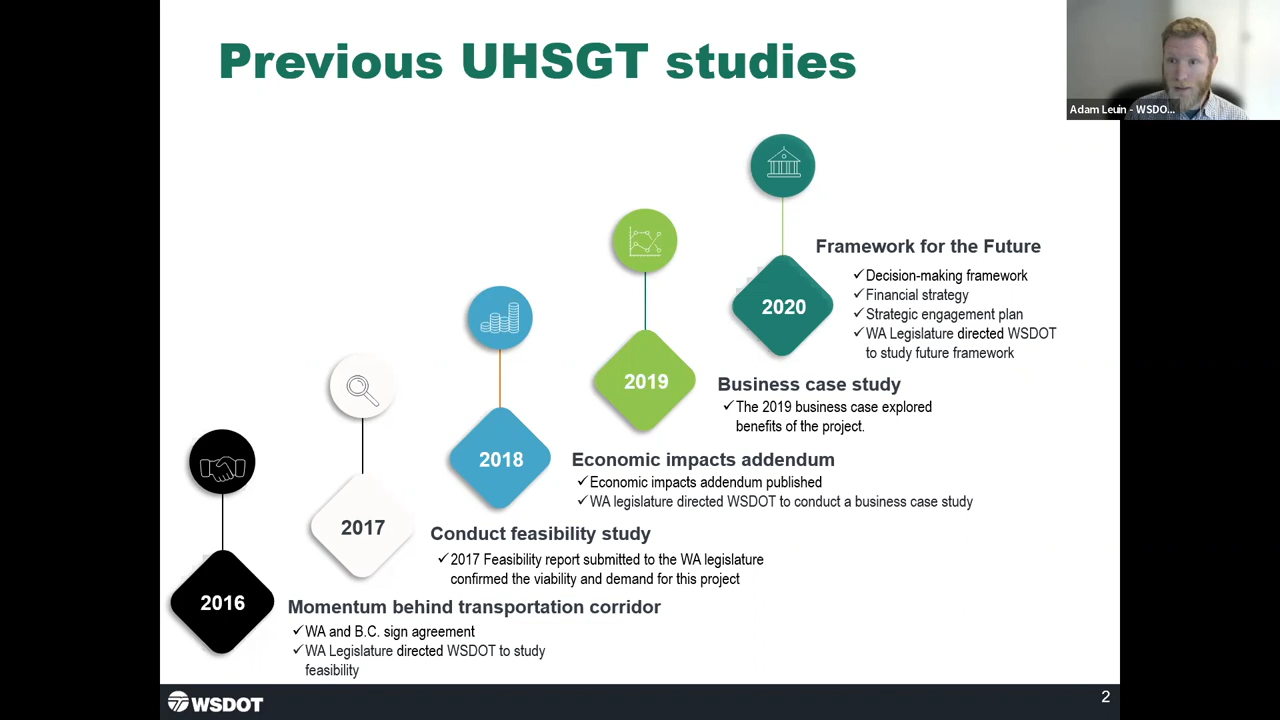 Previous UHSGT studies
Adam Leuin - WSDO...
2020
Framework for the Future
✓Decision-making framework
✓Financial strategy
✓Strategic engagement plan
✓WA Legislature directed WSDOT
to study future framework
2019
Business case study
✓The 2019 business case explored
benefits of the project.
2018
Economic impacts addendum
✓Economic impacts addendum published
✓WA legislature directed WSDOT to conduct a business case study
2017
Conduct feasibility study
✓2017 Feasibility report submitted to the WA legislature
confirmed the viability and demand for this project
2016
Momentum behind transportation corridor
✓WA and B.C. sign agreement
✓WA Legislature directed WSDOT to study
feasibility
WSDOT
2